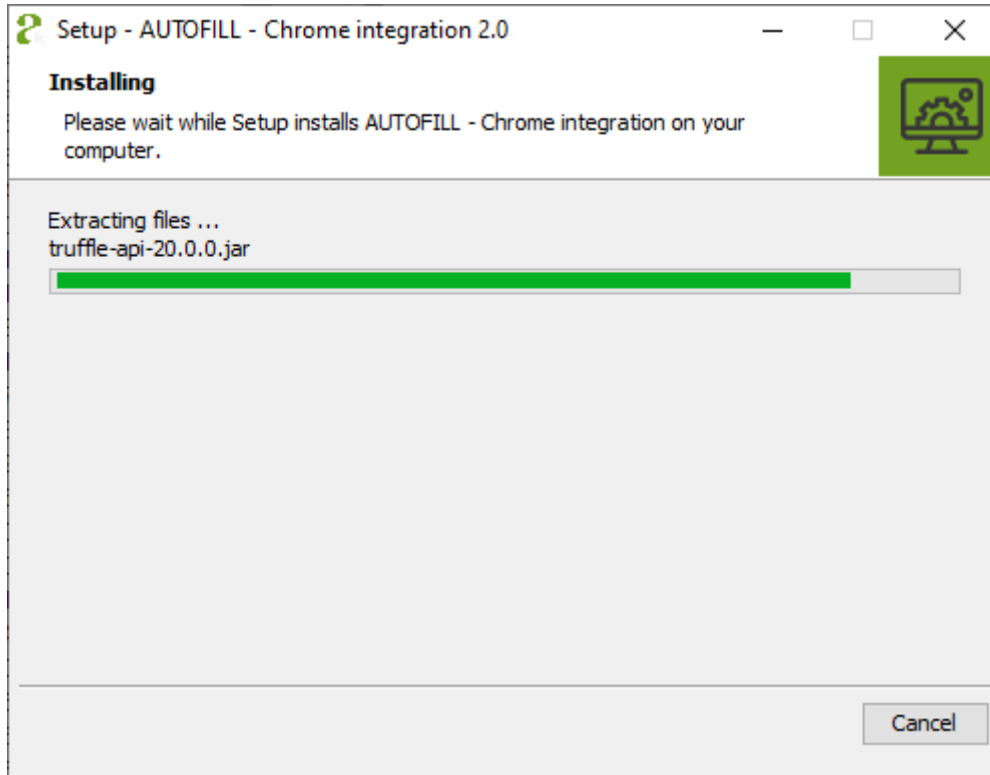 Setup - AUTOFILL - Chrome integration 2.0
Installing
Please wait while Setup installs AUTOFILL - Chrome integration on your
computer.
Extracting files ...
truffle-api-20.0.0.jar
Cancel